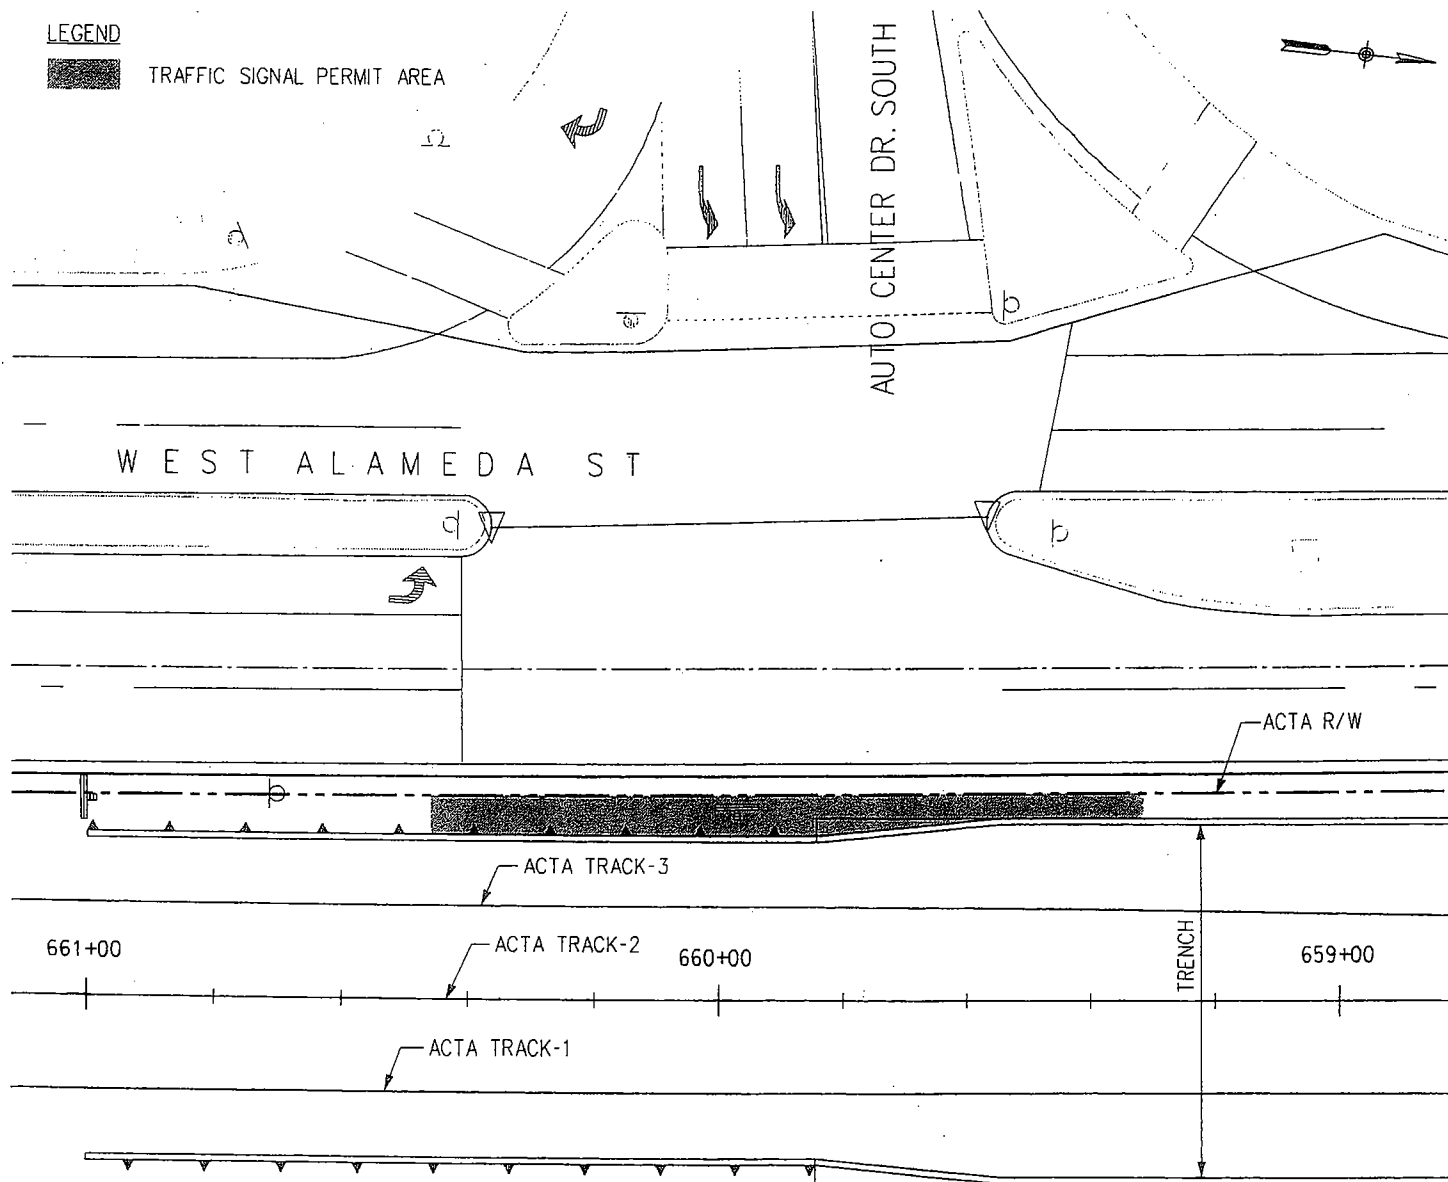 LEGEND
TRAFFIC SIGNAL PERMIT AREA
AUTO CENTER DR. SOUTH
WEST ALAMEDA ST
ACTA R/W
ACTA TRACK-3
661+00
ACTA TRACK-2
660+00
TRENCH
659+00
ACTA TRACK-1